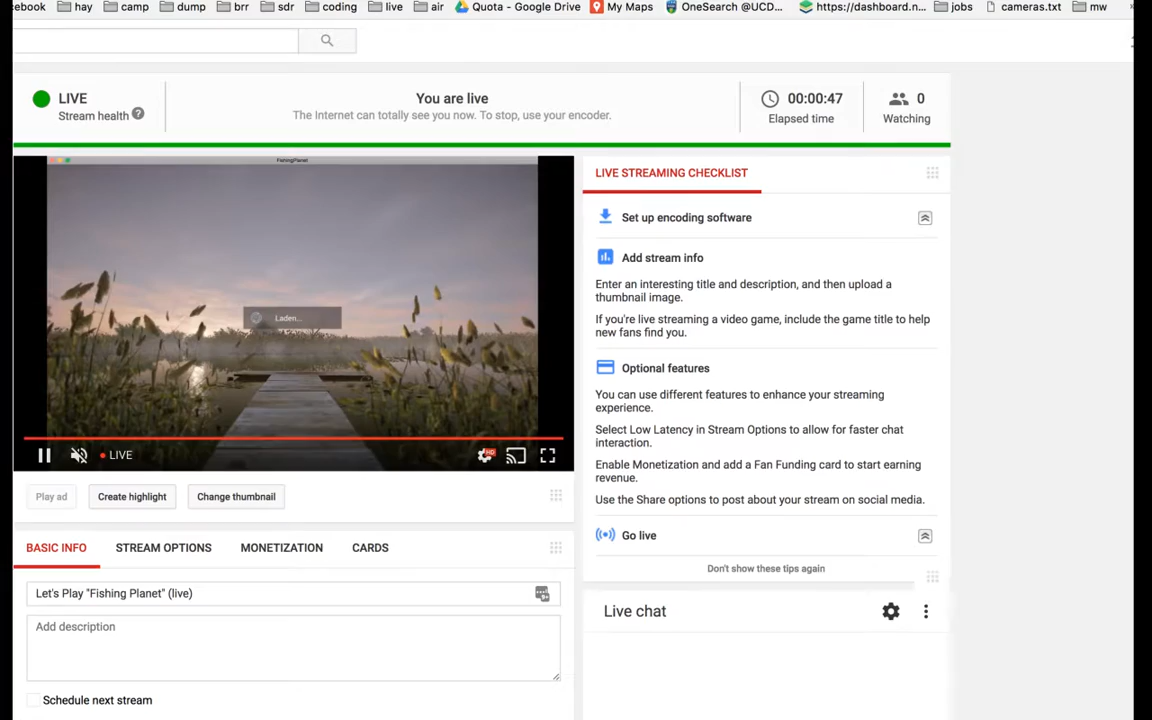 ebook hay camp dump brr sdr coding live air Quota - Google Drive My Maps OneSearch @UCD... https://dashboard.n... jobs cameras.txt mw
LIVE
Stream health
You are live
The Internet can totally see you now. To stop, use your encoder.
00:00:47
Elapsed time
0
Watching
FishingPlanet
Laden...
LIVE
HD
Play ad Create highlight Change thumbnail
BASIC INFO STREAM OPTIONS MONETIZATION CARDS
Let's Play "Fishing Planet" (live)
Add description
Schedule next stream
LIVE STREAMING CHECKLIST
Set up encoding software
Add stream info
Enter an interesting title and description, and then upload a
thumbnail image.
If you're live streaming a video game, include the game title to help
new fans find you.
Optional features
You can use different features to enhance your streaming
experience.
Select Low Latency in Stream Options to allow for faster chat
interaction.
Enable Monetization and add a Fan Funding card to start earning
revenue.
Use the Share options to post about your stream on social media.
Go live
Don't show these tips again
Live chat